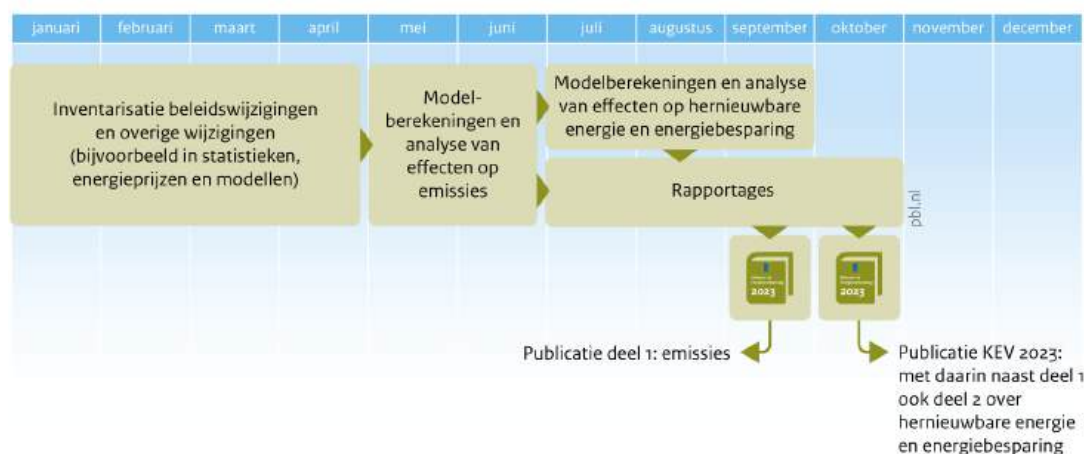 januari februari maart april mei juni juli augustus september oktober november december
Inventarisatie beleidswijzigingen
en overige wijzigingen
(bijvoorbeeld in statistieken,
energieprijzen en modellen)
Model-
berekeningen en
analyse van
effecten op
emissies
Modelberekeningen en analyse
van effecten op hernieuwbare
energie en energiebesparing
Rapportages
pbl.nl
2023
2023
Publicatie deel 1: emissies
Publicatie KEV 2023:
met daarin naast deel 1
ook deel 2 over
hernieuwbare energie
en energiebesparing